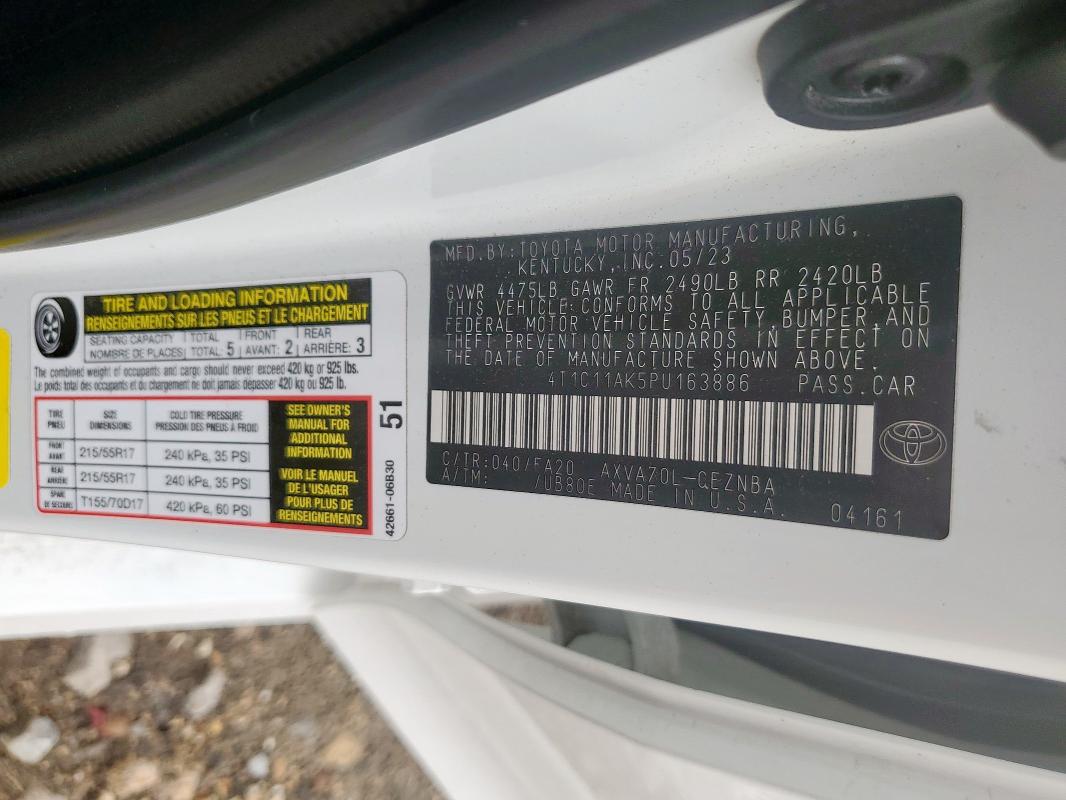 TIRE AND LOADING INFORMATION
RENSEIGNEMENTS SUR LES PNEUS ET LE CHARGEMENT
SEATING CAPACITY TOTAL FRONT REAR
NOMBRE DE PLACES TOTAL: 5 AVANT: 2 ARRIÈRE: 3
The combined weight of occupants and cargo should never exceed 420 kg or 925 lbs.
Le poids total des occupants et du chargement ne doit jamais dépasser 420 kg ou 925 lb.
TIRE SIZE COLD TIRE PRESSURE
PNEU DIMENSIONS PRESSION DES PNEUS À FROID
FRONT
AVANT 215/55R17 240 kPa, 35 PSI
REAR
ARRIÈRE 215/55R17 240 kPa, 35 PSI
SPARE
DE SECOURS T155/70D17 420 kPa, 60 PSI
SEE OWNER'S
MANUAL FOR
ADDITIONAL
INFORMATION
VOIR LE MANUEL
DE L'USAGER
POUR PLUS DE
RENSEIGNEMENTS
51
42661-06B30
MFD.BY:TOYOTA MOTOR MANUFACTURING,
KENTUCKY,INC.05/23
GVWR 4475LB GAWR FR 2490LB RR 2420LB
THIS VEHICLE CONFORMS TO ALL APPLICABLE
FEDERAL MOTOR VEHICLE SAFETY,BUMPER,AND
THEFT PREVENTION STANDARDS IN EFFECT ON
THE DATE OF MANUFACTURE SHOWN ABOVE.
4T1C11AK5PU163886 PASS.CAR
C/TR:040/FA20 AXVA70L-CEZNBA
A/TM: /UB80E MADE IN U.S.A.
04161